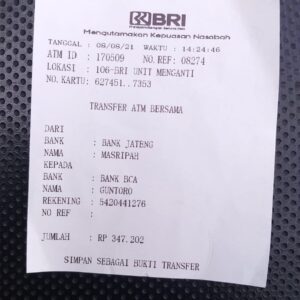 BRI
Mengutamakan Kepuasan Nasabah
TANGGAL : 08/08/21 WAKTU : 14:24:46
ATM ID : 170509 NO.REF: 08274
LOKASI : 106-BRI UNIT MENGANTI
NO.KARTU: 627451..7353
TRANSFER ATM BERSAMA
DARI
BANK : BANK JATENG
NAMA : MASRIPAH
KEPADA
BANK : BANK BCA
NAMA : GUNTORO
REKENING : 5420441276
NO REF :
JUMLAH : RP 347.202
SIMPAN SEBAGAI BUKTI TRANSFER